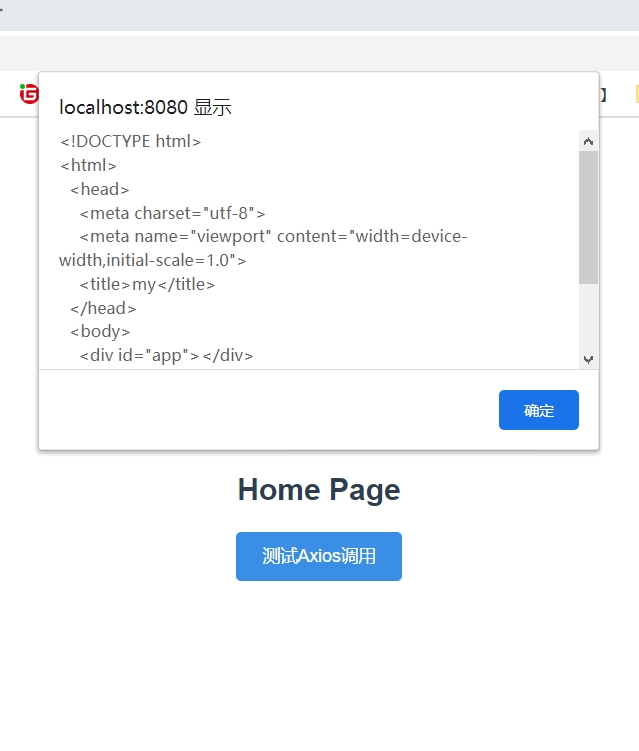 】
localhost:8080 显示
<!DOCTYPE html>
<html>
<head>
<meta charset="utf-8">
<meta name="viewport" content="width=device-
width,initial-scale=1.0">
<title>my</title>
</head>
<body>
<div id="app"></div>
确定
Home Page
测试Axios调用